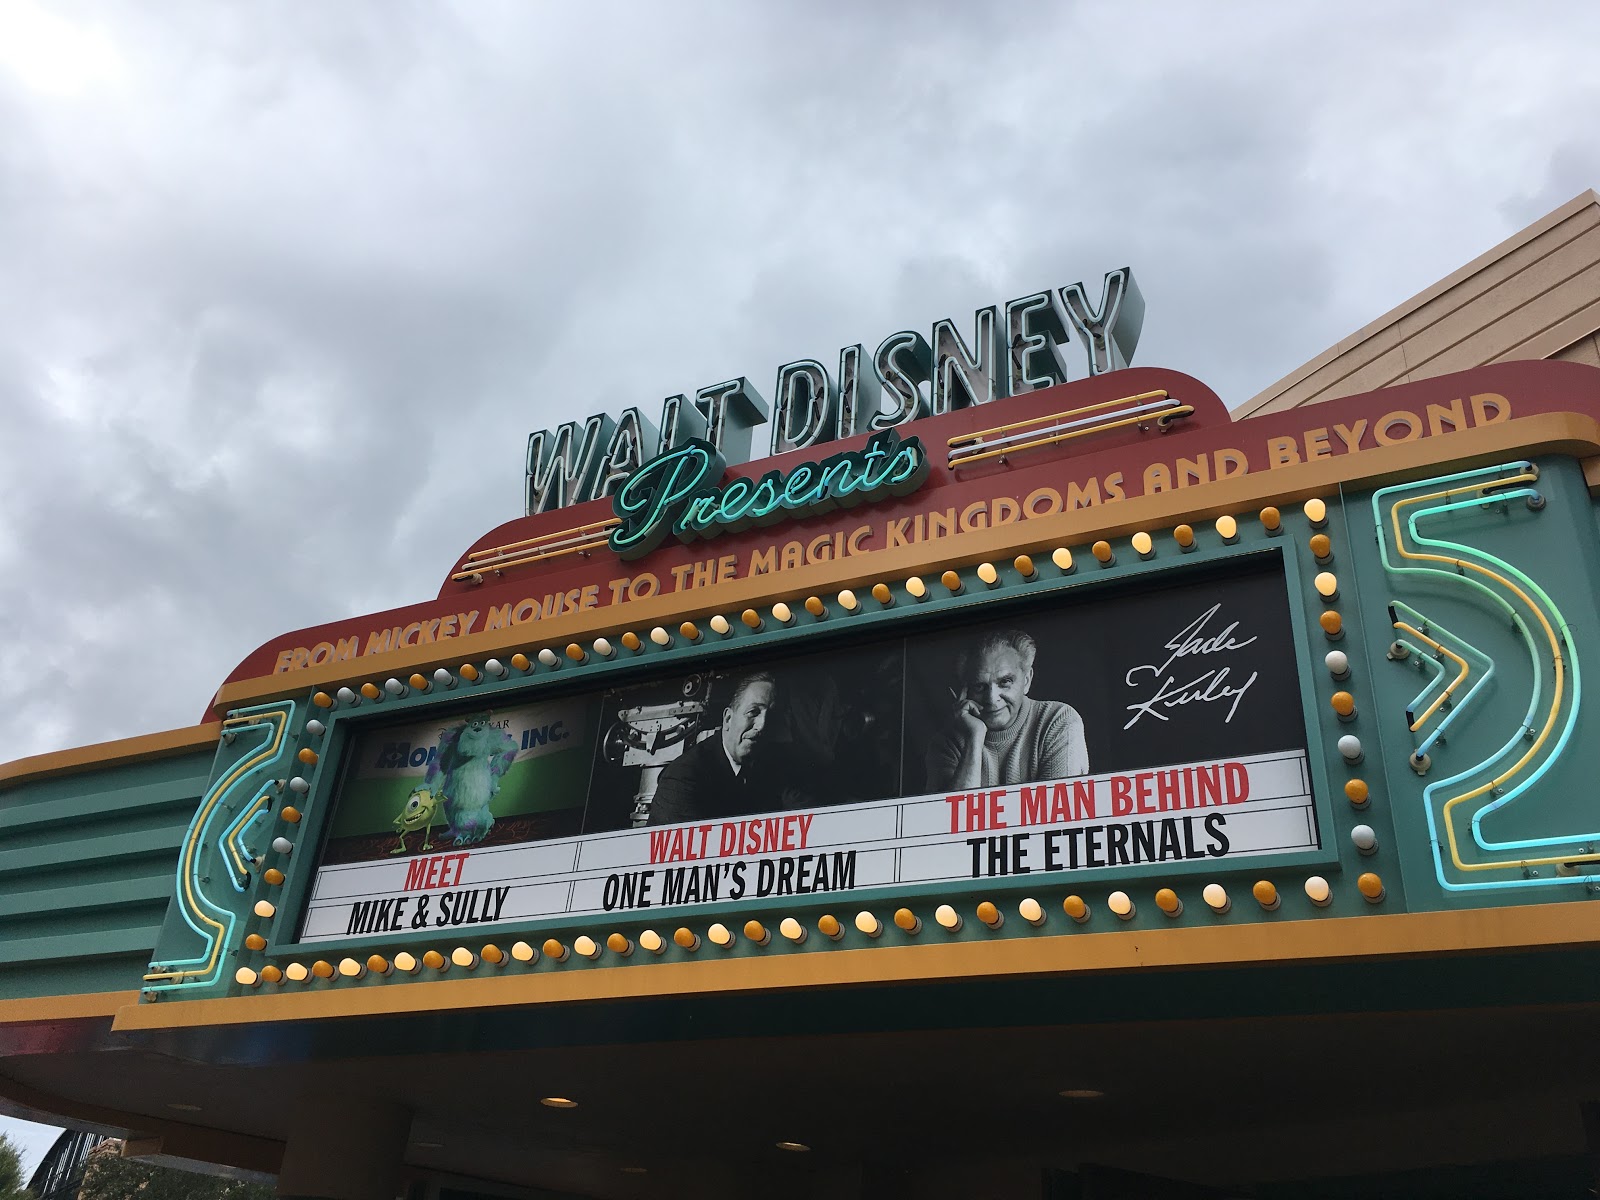 WALT DISNEY
Presents
FROM MICKEY MOUSE TO THE MAGIC KINGDOMS AND BEYOND
MEET
MIKE & SULLY
WALT DISNEY
ONE MAN'S DREAM
Jack
Kirby
THE MAN BEHIND
THE ETERNALS